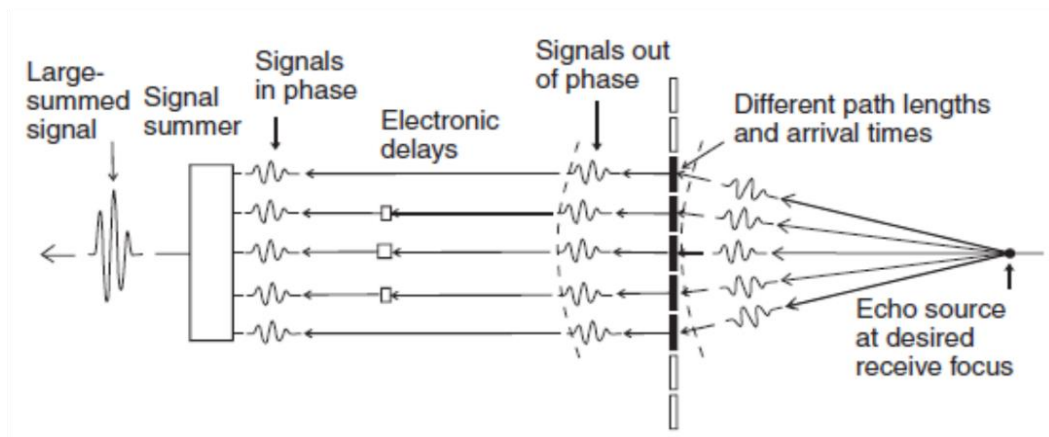 Large-
summed
signal
Signal
summer
Signals
in phase
Electronic
delays
Signals out
of phase
Different path lengths
and arrival times
Echo source
at desired
receive focus